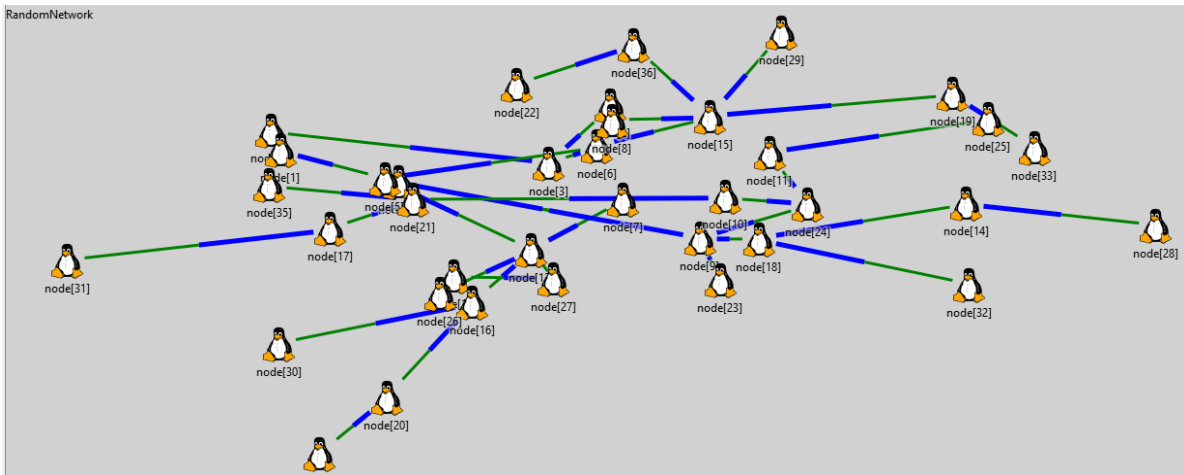 RandomNetwork
node[36]
node[29]
node[22]
node[19]
node[15]
node[8]
node[25]
node[33]
node[6]
node[3]
node[11]
node[1]
node[35]
node[21]
node[7]
node[10]
node[24]
node[14]
node[17]
node[9]
node[18]
node[28]
node[31]
node[23]
node[27]
node[32]
node[26]
node[16]
node[30]
node[20]